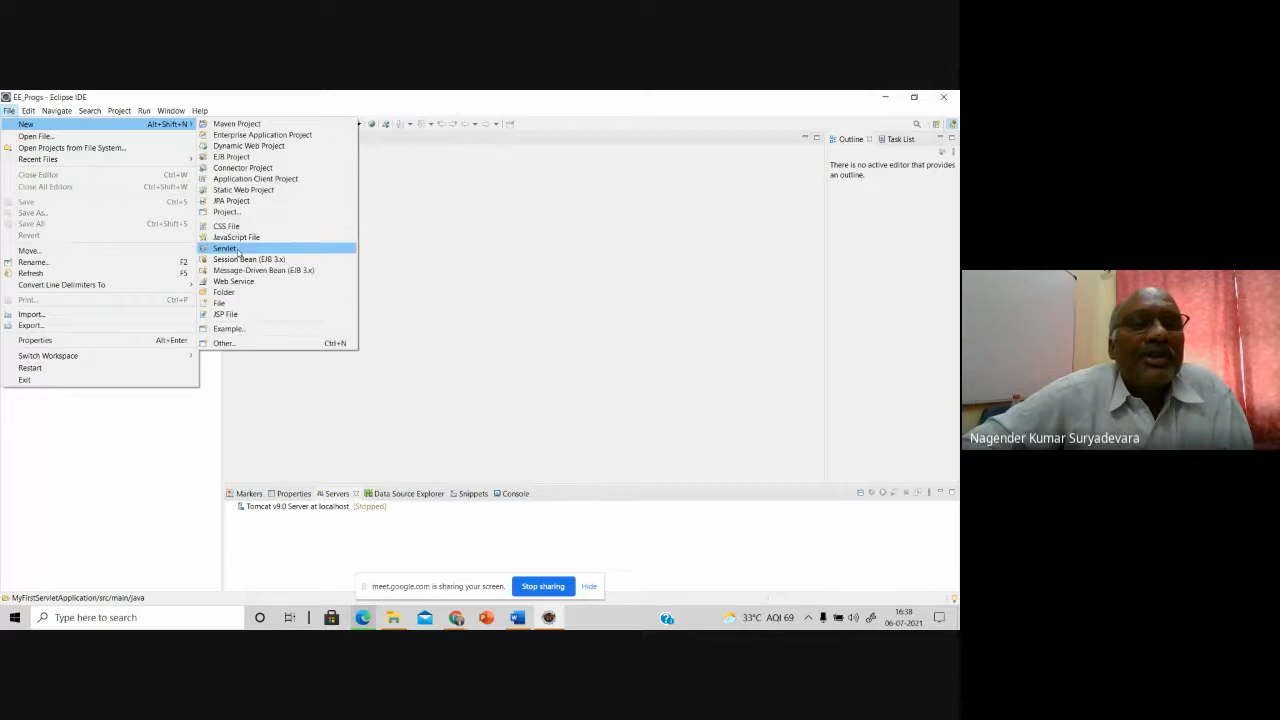 EE_Progs - Eclipse IDE
File Edit Navigate Search Project Run Window Help
New Alt+Shift+N
Open File...
Open Projects from File System...
Recent Files
Close Editor Ctrl+W
Close All Editors Ctrl+Shift+W
Save Ctrl+S
Save As...
Save All Ctrl+Shift+S
Revert
Move...
Rename... F2
Refresh F5
Convert Line Delimiters To
Print... Ctrl+P
Import...
Export...
Properties Alt+Enter
Switch Workspace
Restart
Exit
Maven Project
Enterprise Application Project
Dynamic Web Project
EJB Project
Connector Project
Application Client Project
Static Web Project
JPA Project
Project...
CSS File
JavaScript File
Servlet
Session Bean (EJB 3.x)
Message-Driven Bean (EJB 3.x)
Web Service
Folder
File
JSP File
Example...
Other... Ctrl+N
Outline Task List
There is no active editor that provides
an outline.
Markers Properties Servers Data Source Explorer Snippets Console
Tomcat v9.0 Server at localhost [Stopped]
meet.google.com is sharing your screen. Stop sharing Hide
MyFirstServletApplication/src/main/java
Type here to search
33°C AQI 69
16:38
06-07-2021
Nagender Kumar Suryadevara